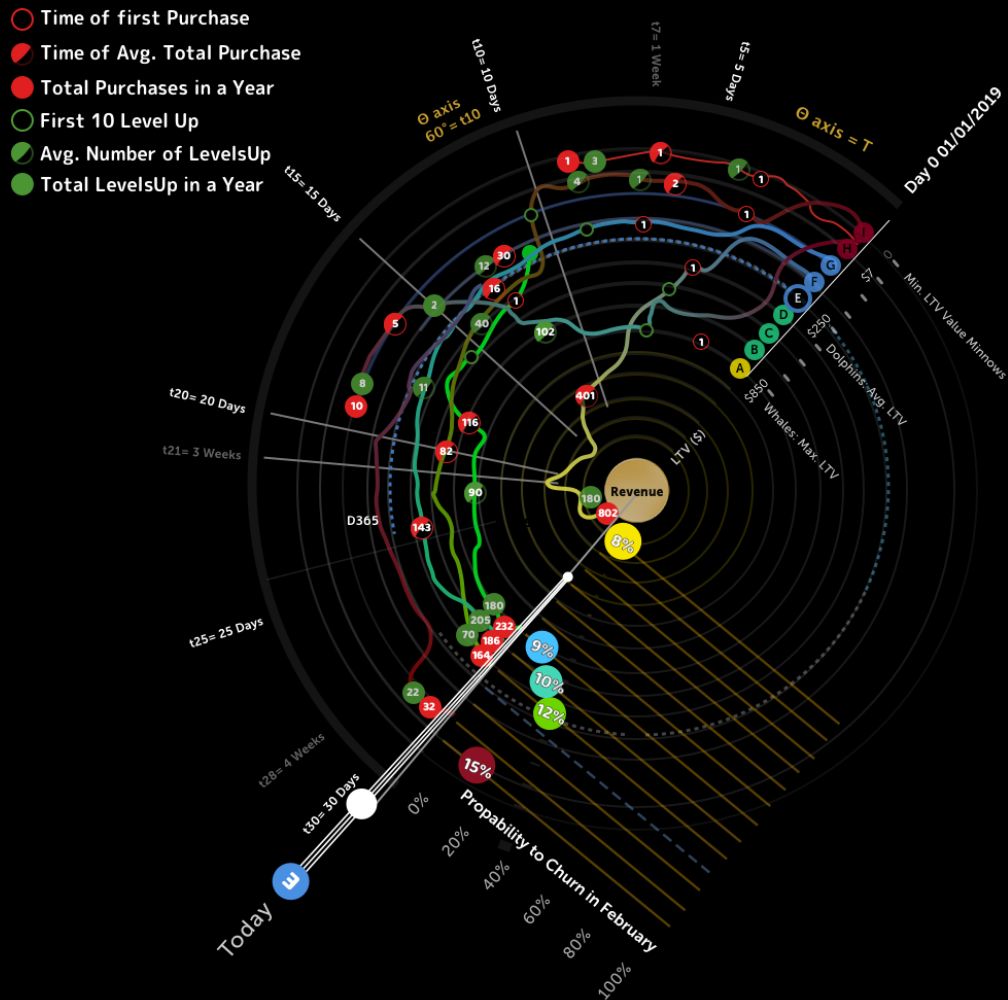 Time of first Purchase
Time of Avg. Total Purchase
Total Purchases in a Year
First 10 Level Up
Avg. Number of LevelsUp
Total LevelsUp in a Year
Θ axis
60°= t10
t10= 10 Days
t7= 1 Week
t5= 5 Days
Θ axis = T
Day 0 01/01/2019
t15= 15 Days
t20= 20 Days
t21= 3 Weeks
D365
t25= 25 Days
t28= 4 Weeks
t30= 30 Days
Today
E
1
3
1
1
1
4
1
2
1
1
30
12
16
1
1
2
5
40
102
1
8
10
11
401
116
82
90
180
802
143
180
205
232
70
186
164
22
32
I
H
G
F
E
D
C
B
A
0
$7
$250
$850
Min. LTV Value Minnows
Dolphins: Avg. LTV
Whales: Max. LTV
LTV ($)
Revenue
8%
9%
10%
12%
15%
Propability to Churn in February
0%
20%
40%
60%
80%
100%